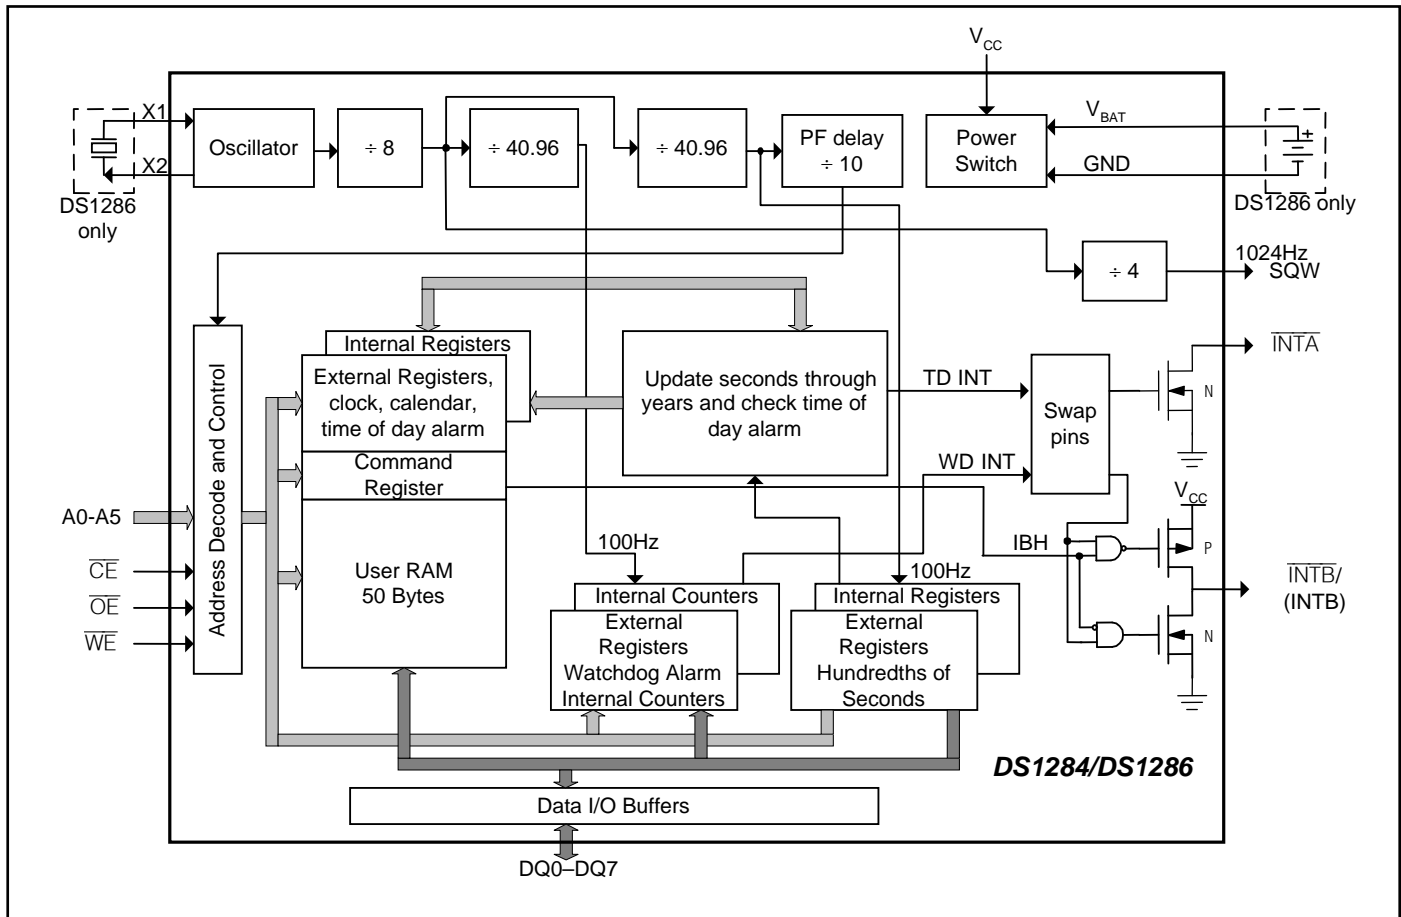 V_CC
X1
X2
DS1286
only
Oscillator
÷ 8
÷ 40.96
÷ 40.96
PF delay
÷ 10
Power
Switch
V_BAT
GND
+
DS1286 only
÷ 4
1024Hz
SQW
Address Decode and Control
A0-A5
CE
OE
WE
Internal Registers
External Registers,
clock, calendar,
time of day alarm
Command
Register
User RAM
50 Bytes
Update seconds through
years and check time of
day alarm
TD INT
WD INT
Swap
pins
INTA
N
V_CC
P
IBH
INTB/
(INTB)
N
100Hz
Internal Counters
External
Registers
Watchdog Alarm
Internal Counters
100Hz
Internal Registers
External
Registers
Hundredths of
Seconds
DS1284/DS1286
Data I/O Buffers
DQ0–DQ7